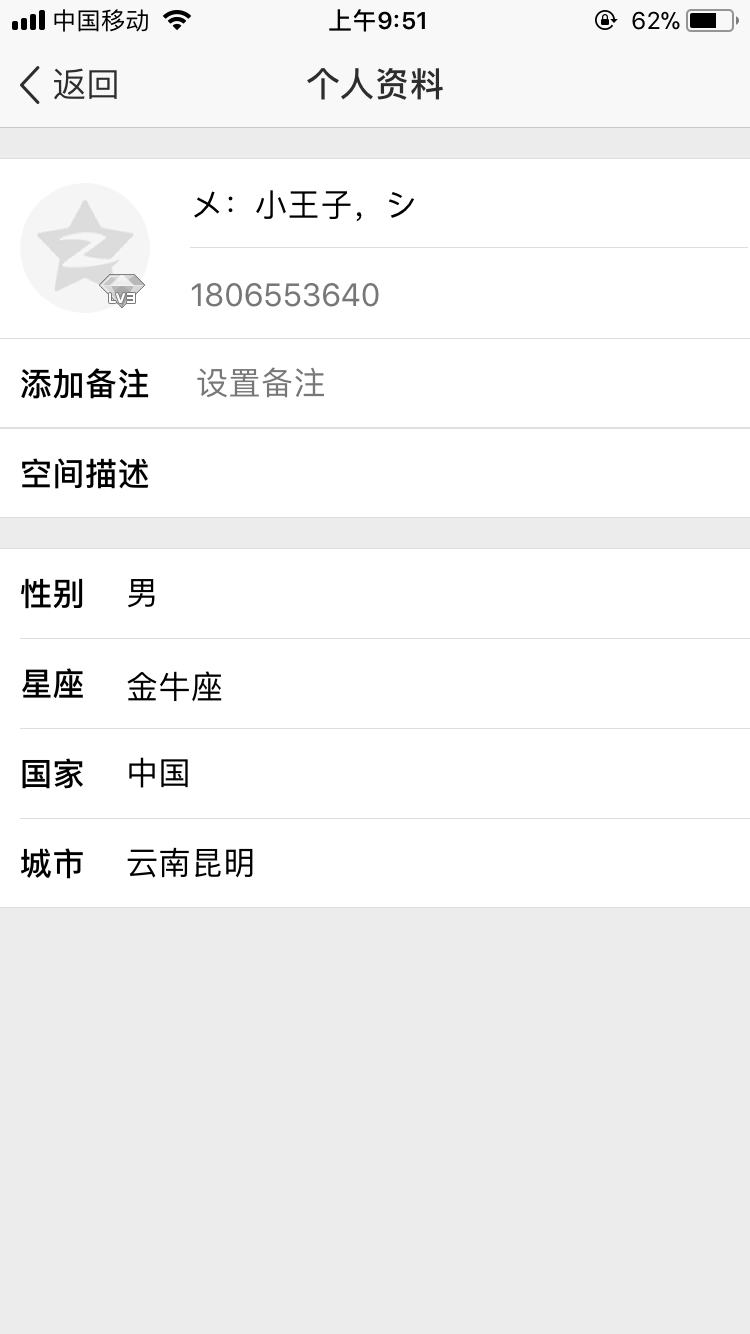 中国移动 上午9:51 62%
返回 个人资料
メ：小王子，シ
LV3
1806553640
添加备注 设置备注
空间描述
性别 男
星座 金牛座
国家 中国
城市 云南昆明